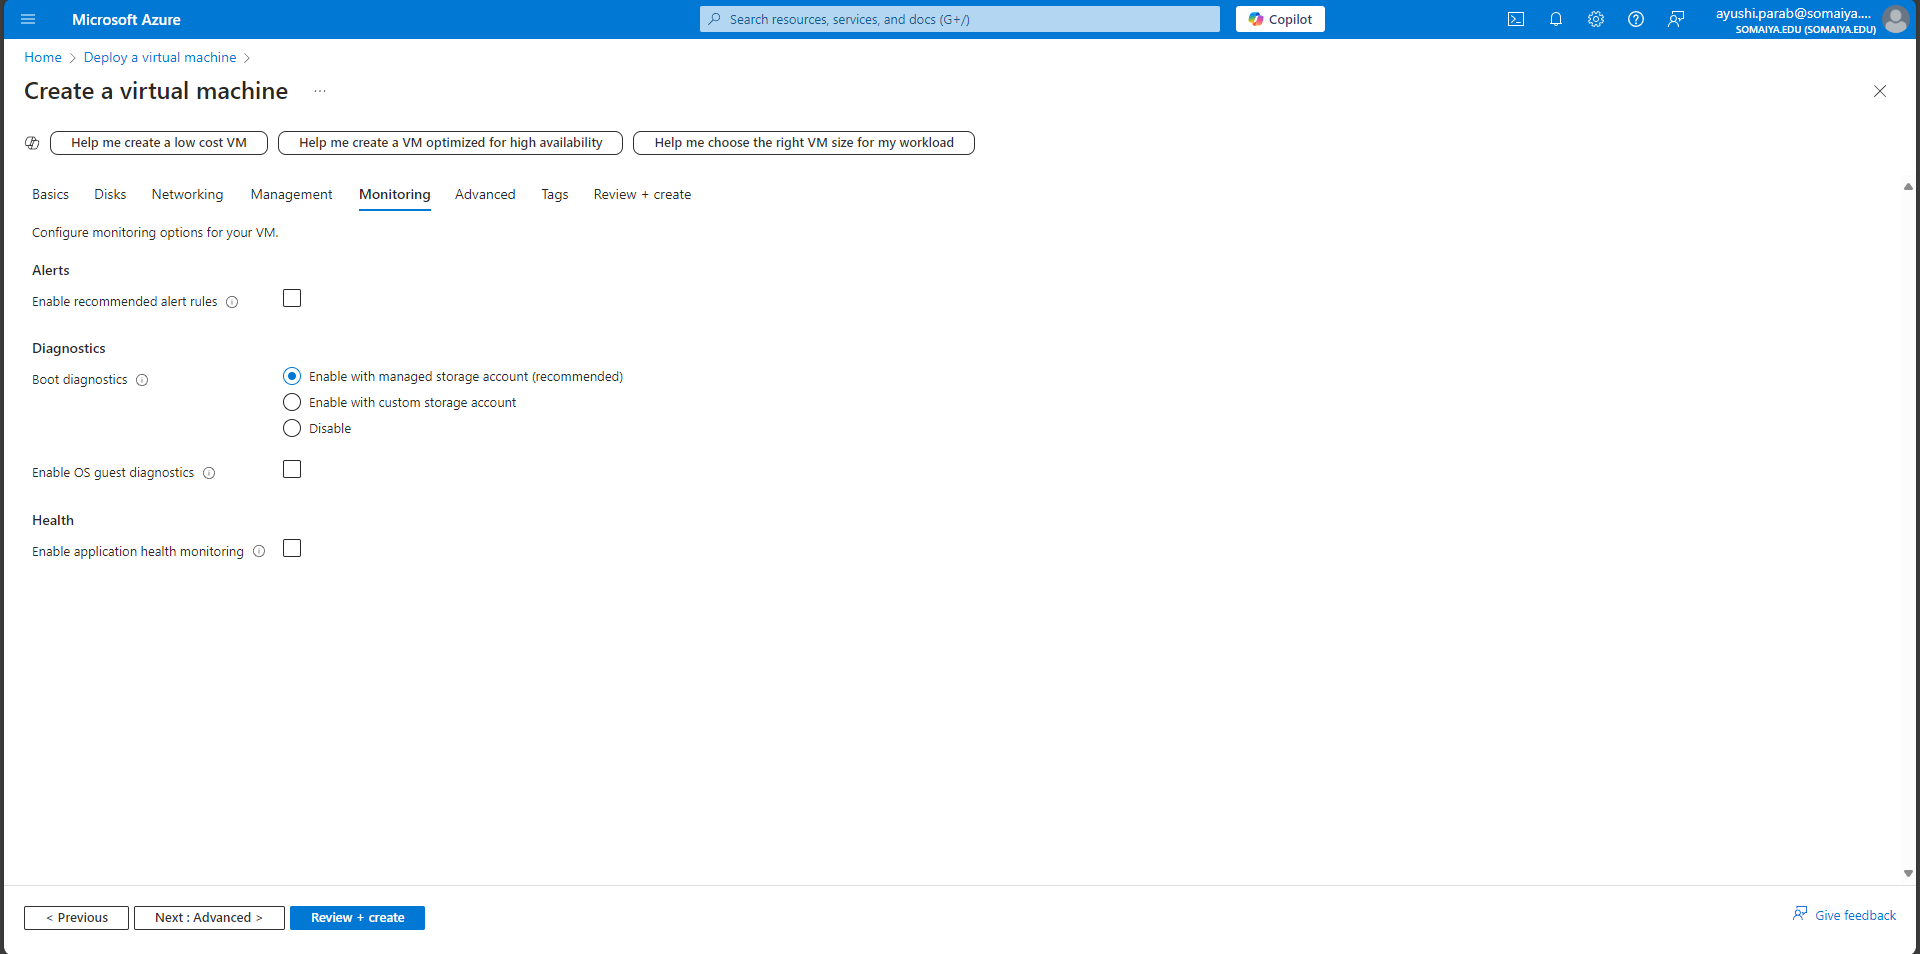 Microsoft Azure
Search resources, services, and docs (G+/)
Copilot
ayushi.parab@somaiya....
SOMAIYA.EDU (SOMAIYA.EDU)
Home > Deploy a virtual machine >
Create a virtual machine ...
Help me create a low cost VM
Help me create a VM optimized for high availability
Help me choose the right VM size for my workload
Basics Disks Networking Management Monitoring Advanced Tags Review + create
Configure monitoring options for your VM.
Alerts
Enable recommended alert rules
Diagnostics
Boot diagnostics
Enable with managed storage account (recommended)
Enable with custom storage account
Disable
Enable OS guest diagnostics
Health
Enable application health monitoring
< Previous
Next : Advanced >
Review + create
Give feedback